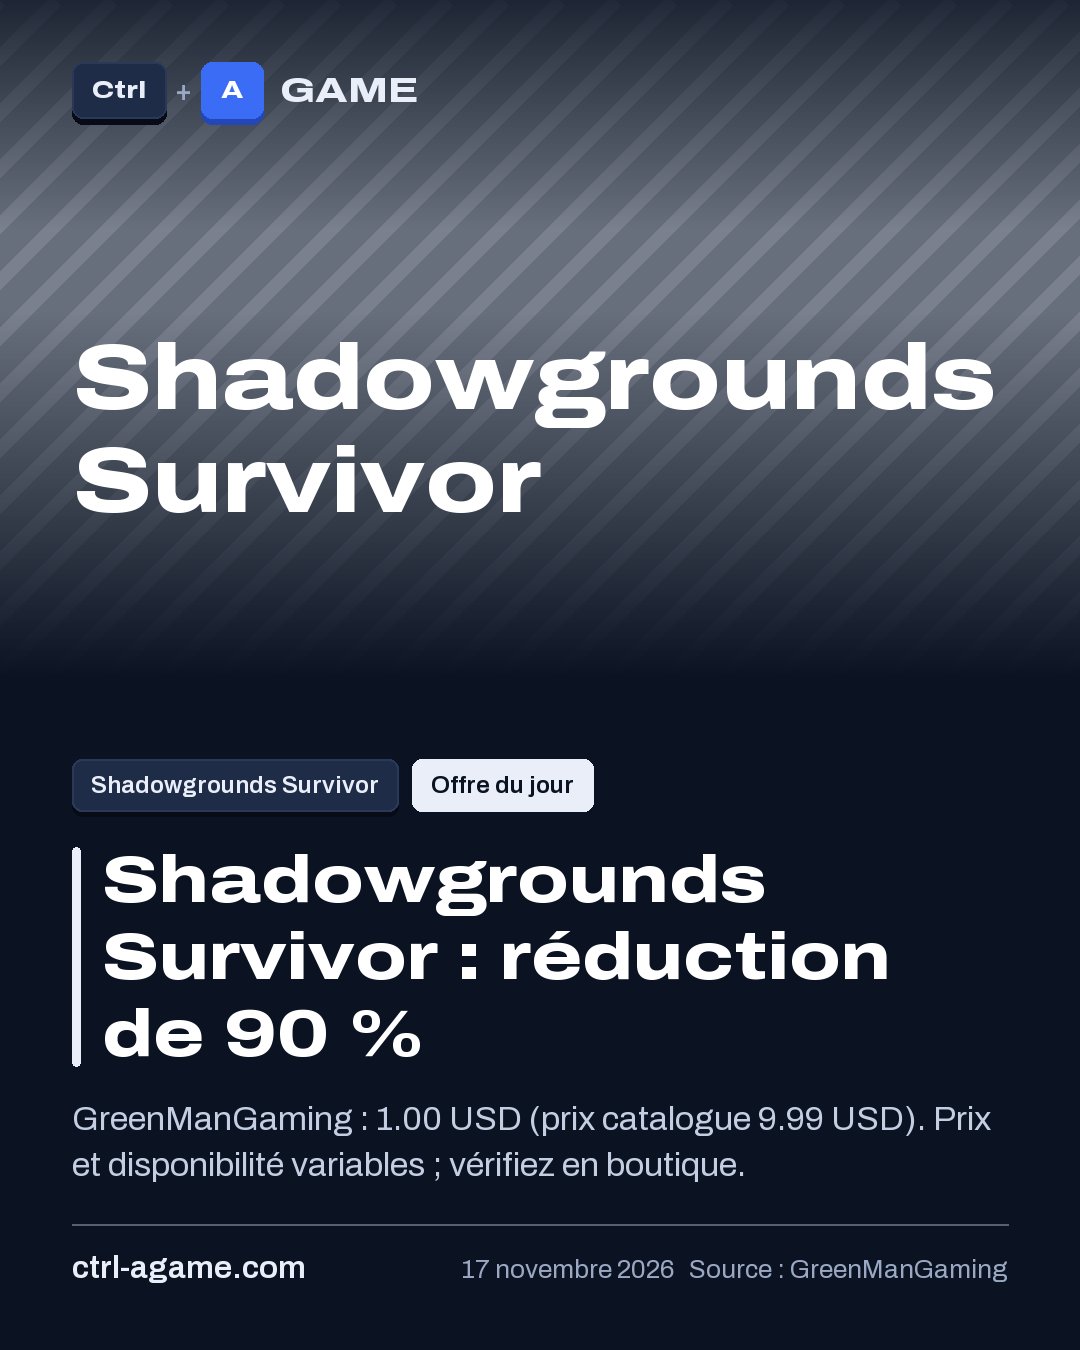 Ctrl + A GAME
Shadowgrounds
Survivor
Shadowgrounds Survivor Offre du jour
Shadowgrounds
Survivor : réduction
de 90 %
GreenManGaming : 1.00 USD (prix catalogue 9.99 USD). Prix
et disponibilité variables ; vérifiez en boutique.
ctrl-agame.com 17 novembre 2026 Source : GreenManGaming